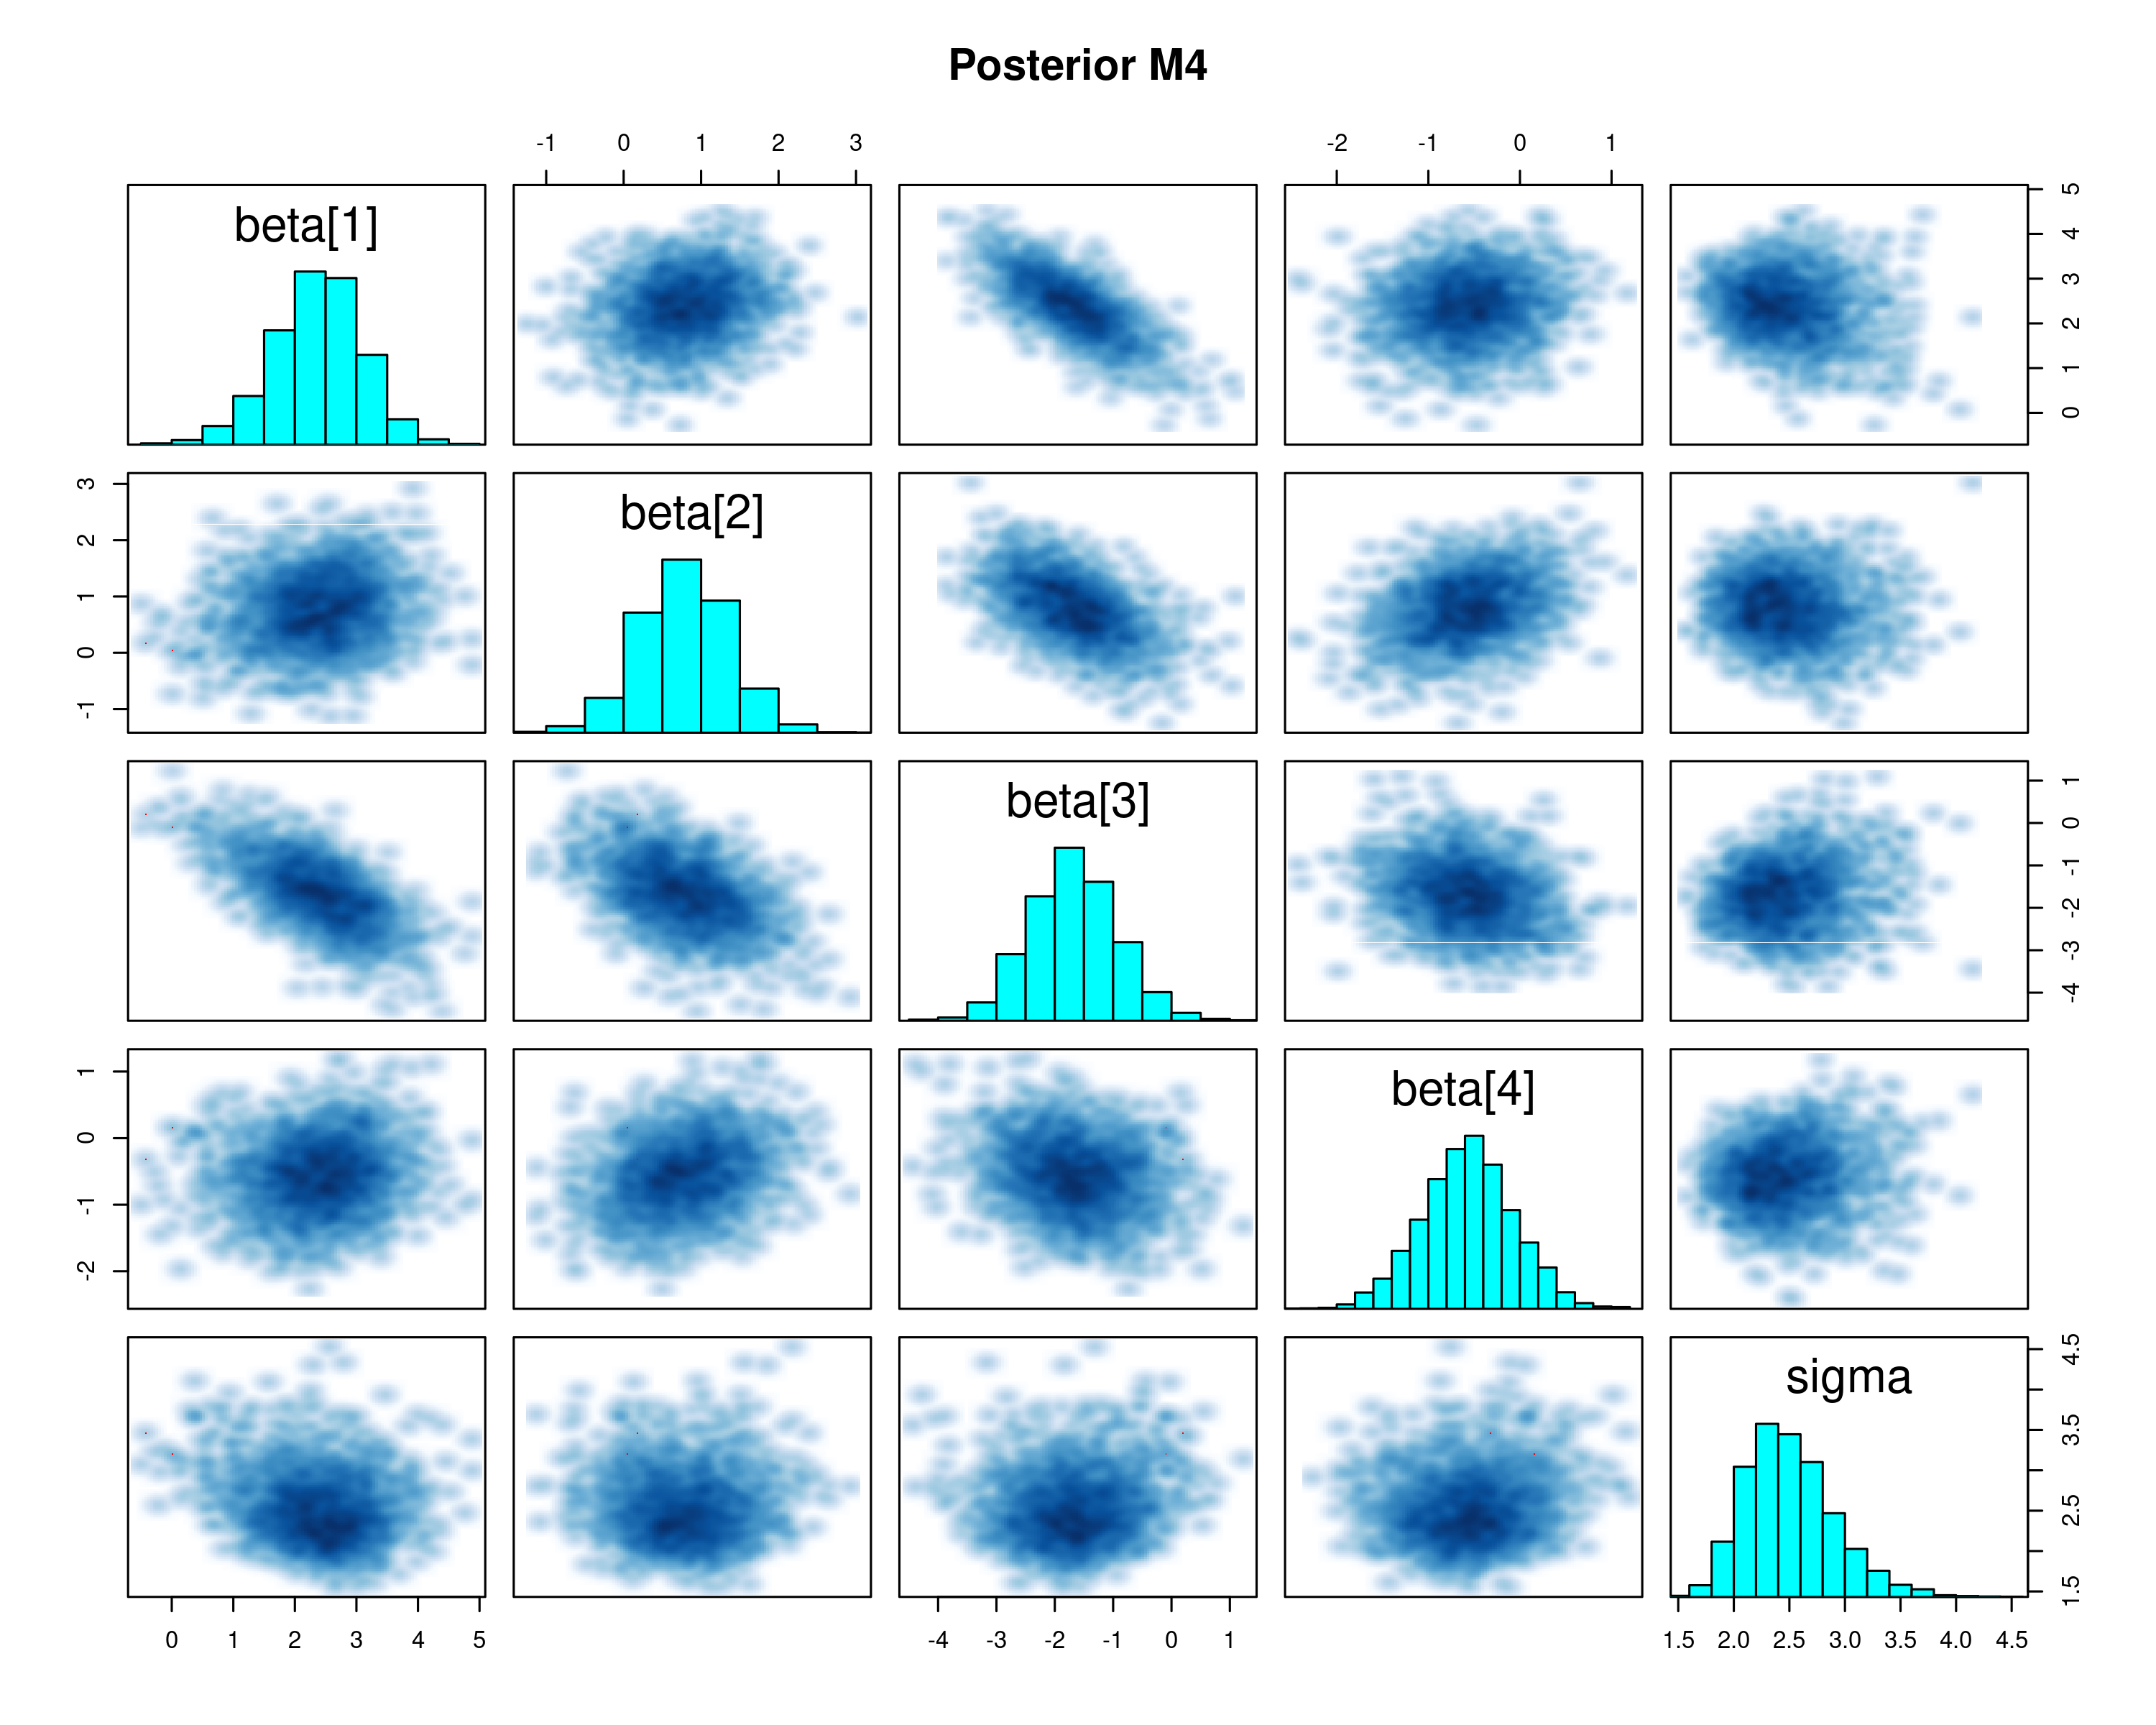 Posterior M4
-1 0 1 2 3
-2 -1 0 1
beta[1]
5 4 3 2 1 0
3 2 1 0 -1
beta[2]
beta[3]
1 0 -1 -2 -3 -4
1 0 -1 -2
beta[4]
sigma
4.5 3.5 2.5 1.5
0 1 2 3 4 5
-4 -3 -2 -1 0 1
1.5 2.0 2.5 3.0 3.5 4.0 4.5